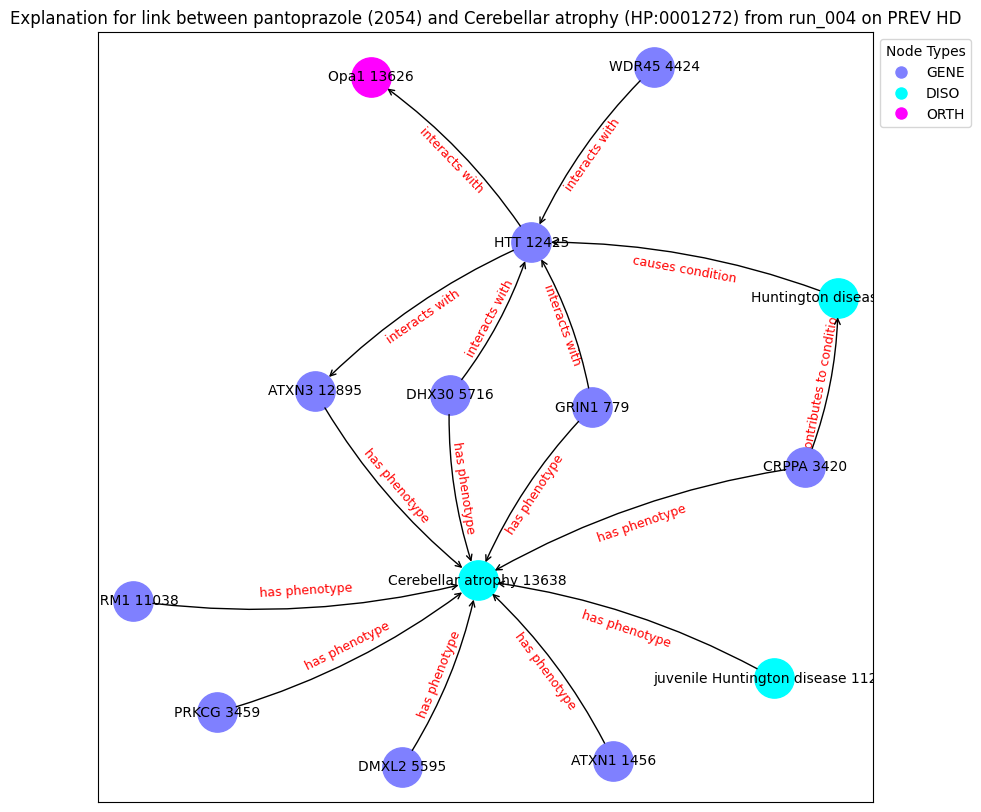 Explanation for link between pantoprazole (2054) and Cerebellar atrophy (HP:0001272) from run_004 on PREV HD
Node Types
GENE
DISO
ORTH
Opa1 13626
WDR45 4424
interacts with
interacts with
HTT 12425
causes condition
Huntington diseas
interacts with
interacts with
interacts with
ontributes to conditio
ATXN3 12895
DHX30 5716
GRIN1 779
CRPPA 3420
has phenotype
has phenotype
has phenotype
has phenotype
Cerebellar atrophy 13638
RM1 11038
has phenotype
has phenotype
has phenotype
has phenotype
has phenotype
juvenile Huntington disease 112
PRKCG 3459
DMXL2 5595
ATXN1 1456